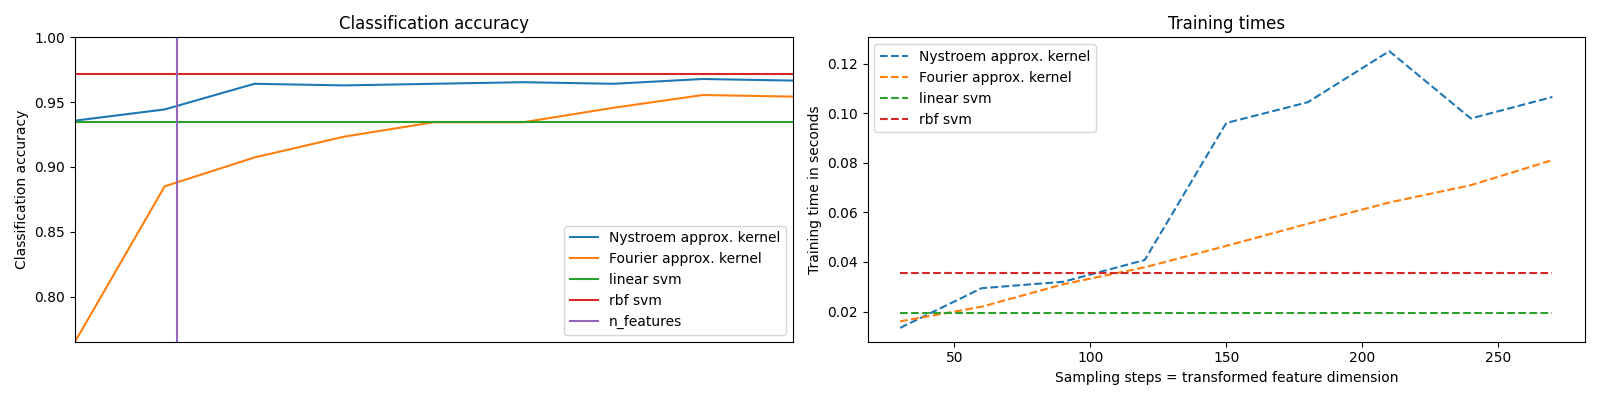 Classification accuracy
Classification accuracy
1.00
0.95
0.90
0.85
0.80
Nystroem approx. kernel
Fourier approx. kernel
linear svm
rbf svm
n_features
Training times
Training time in seconds
0.12
0.10
0.08
0.06
0.04
0.02
Nystroem approx. kernel
Fourier approx. kernel
linear svm
rbf svm
50
100
150
200
250
Sampling steps = transformed feature dimension